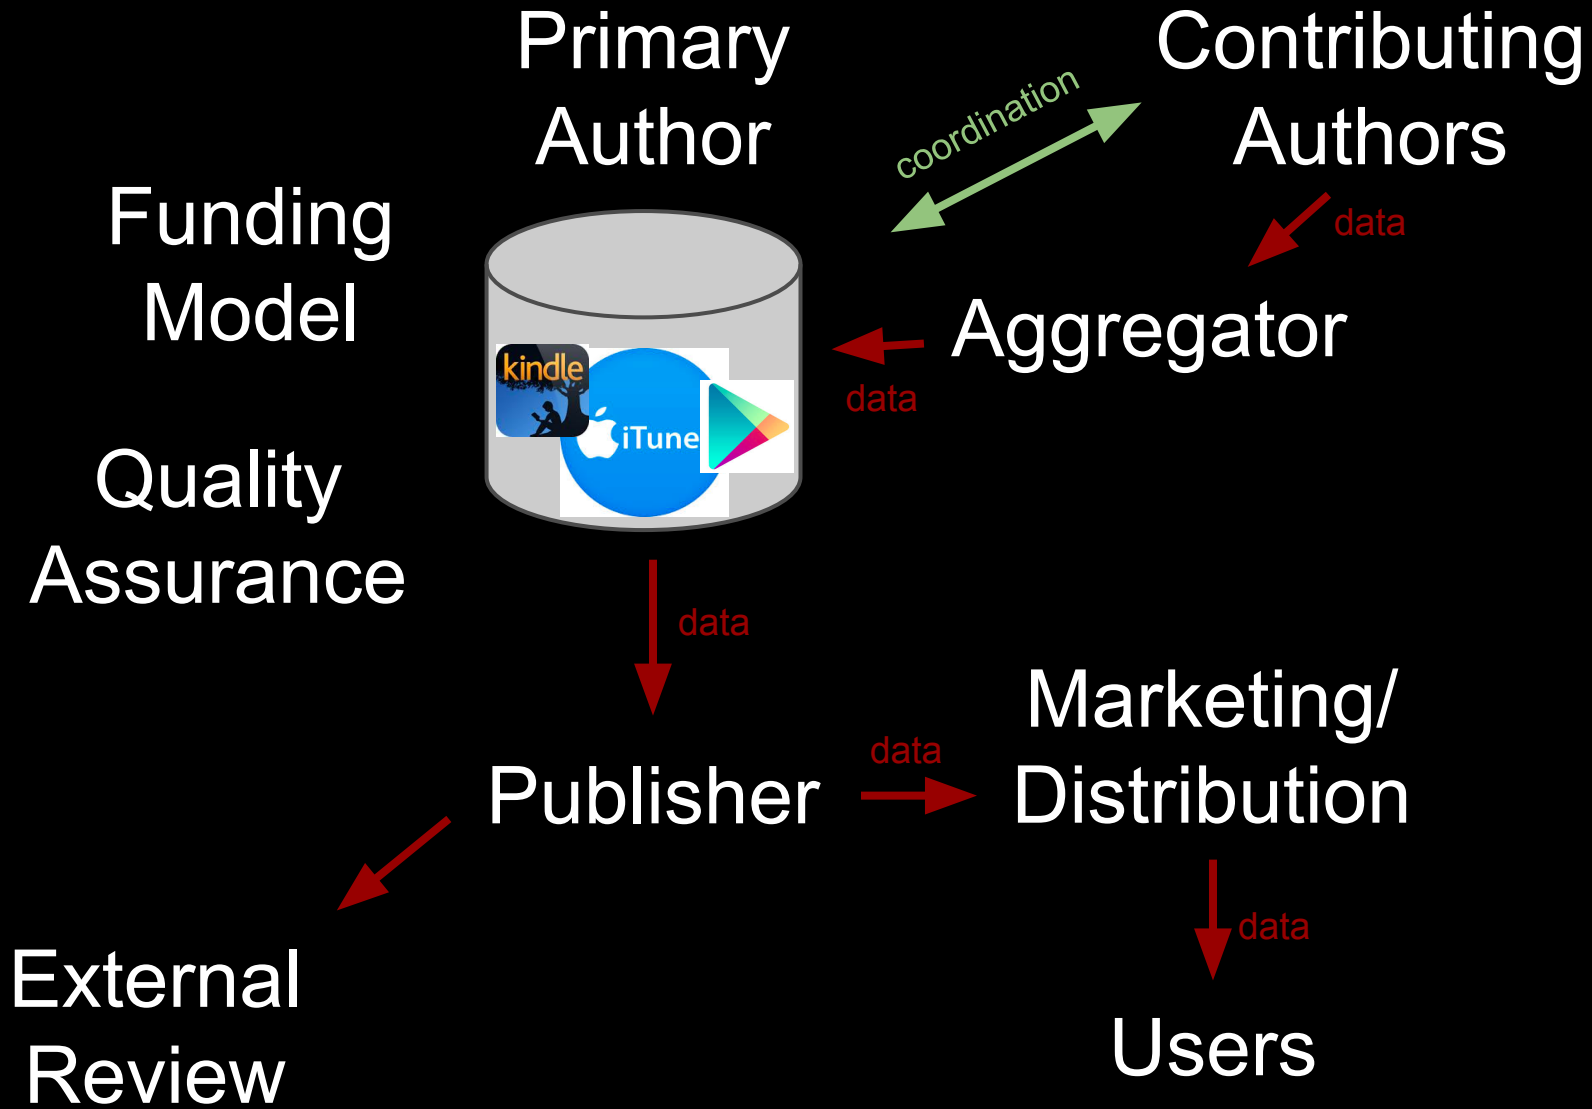 Primary
Author
Contributing
Authors
coordination
data
Funding
Model
Aggregator
data
kindle
iTune
Quality
Assurance
data
Publisher
data
Marketing/
Distribution
data
External
Review
Users